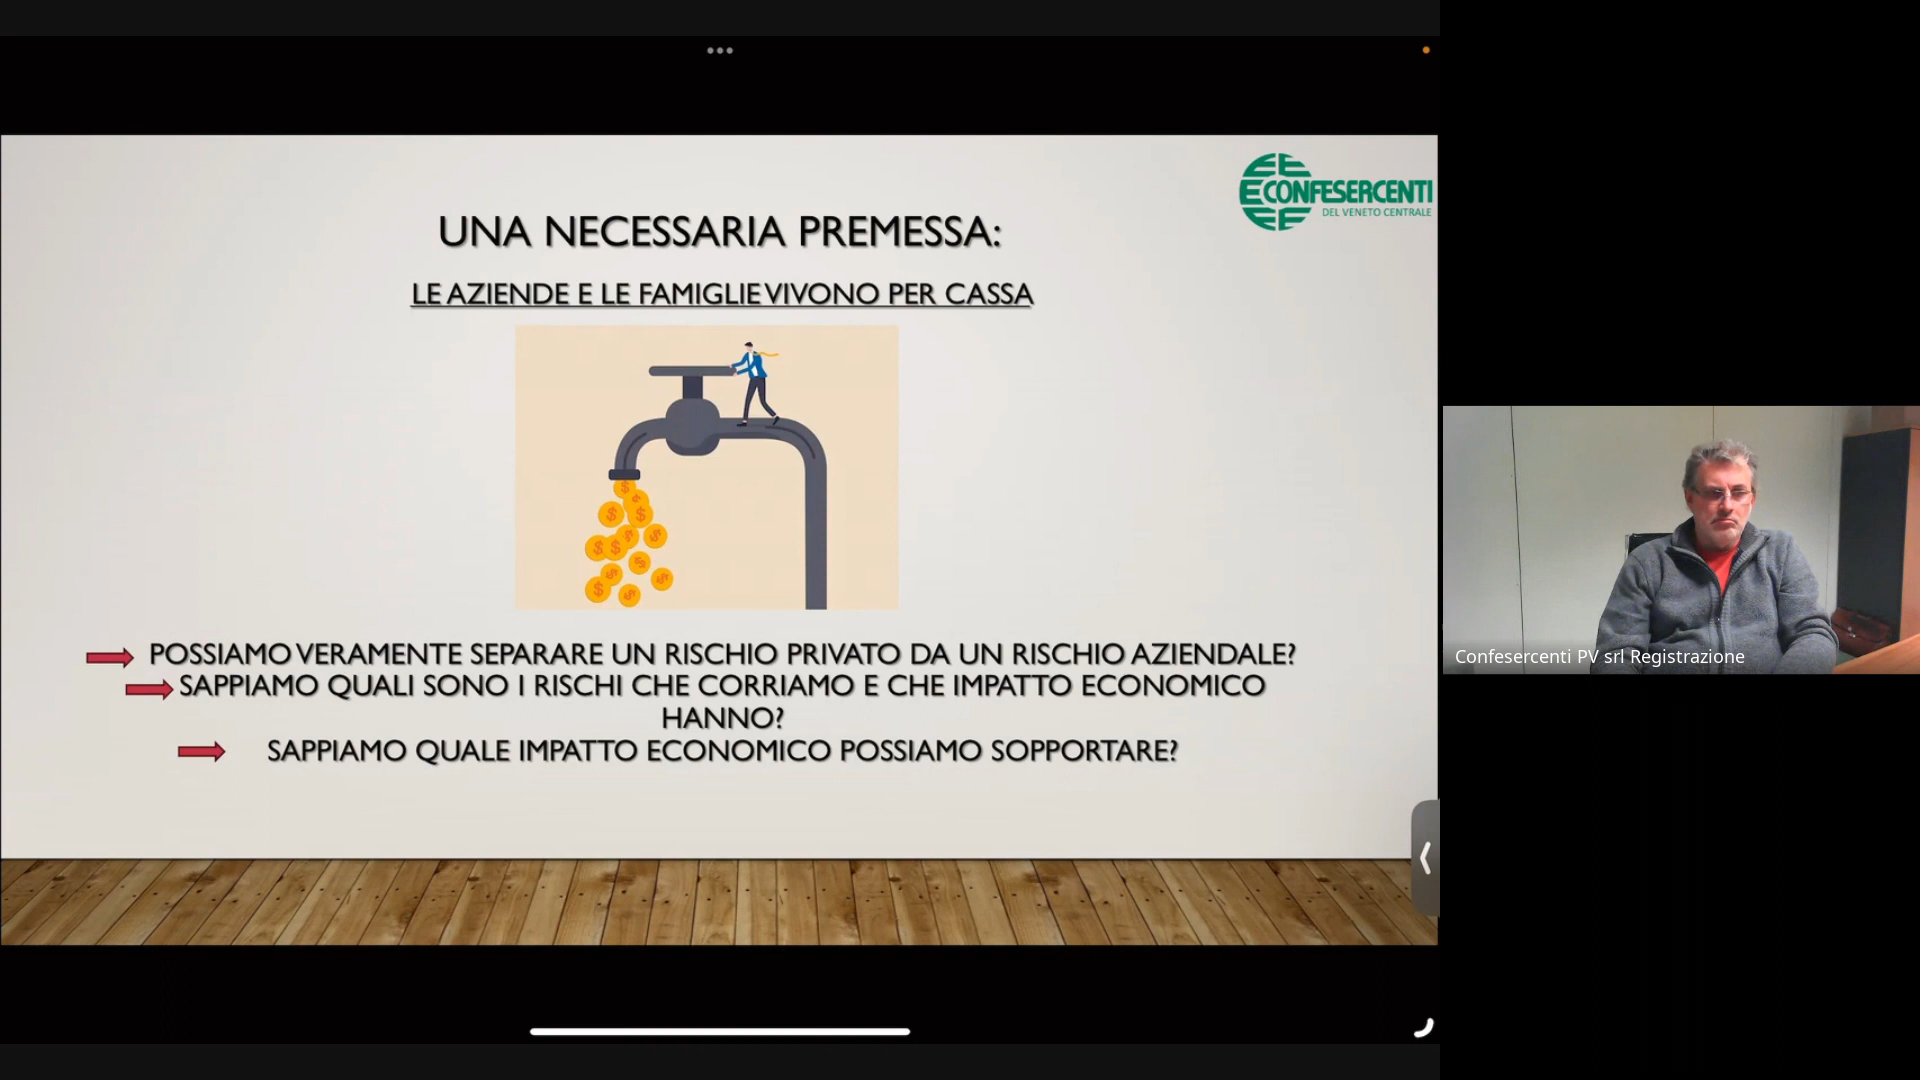 CONFESERCENTI
DEL VENETO CENTRALE
UNA NECESSARIA PREMESSA:
LE AZIENDE E LE FAMIGLIE VIVONO PER CASSA
POSSIAMO VERAMENTE SEPARARE UN RISCHIO PRIVATO DA UN RISCHIO AZIENDALE?
SAPPIAMO QUALI SONO I RISCHI CHE CORRIAMO E CHE IMPATTO ECONOMICO
HANNO?
SAPPIAMO QUALE IMPATTO ECONOMICO POSSIAMO SOPPORTARE?
Confesercenti PV srl Registrazione